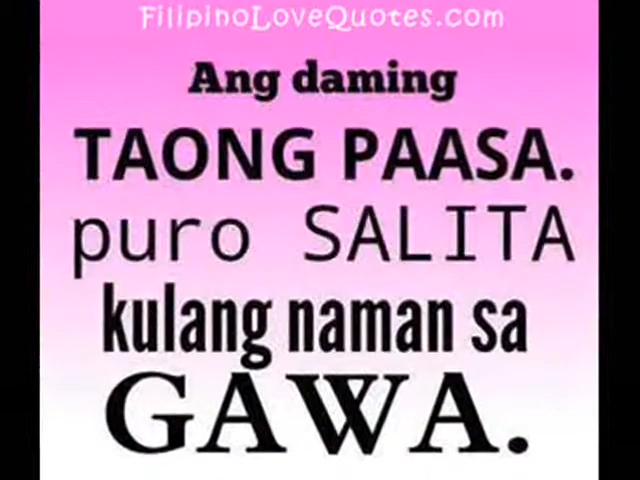 FilipinoLoveQuotes.com
Ang daming
TAONG PAASA.
puro SALITA
kulang naman sa
GAWA.